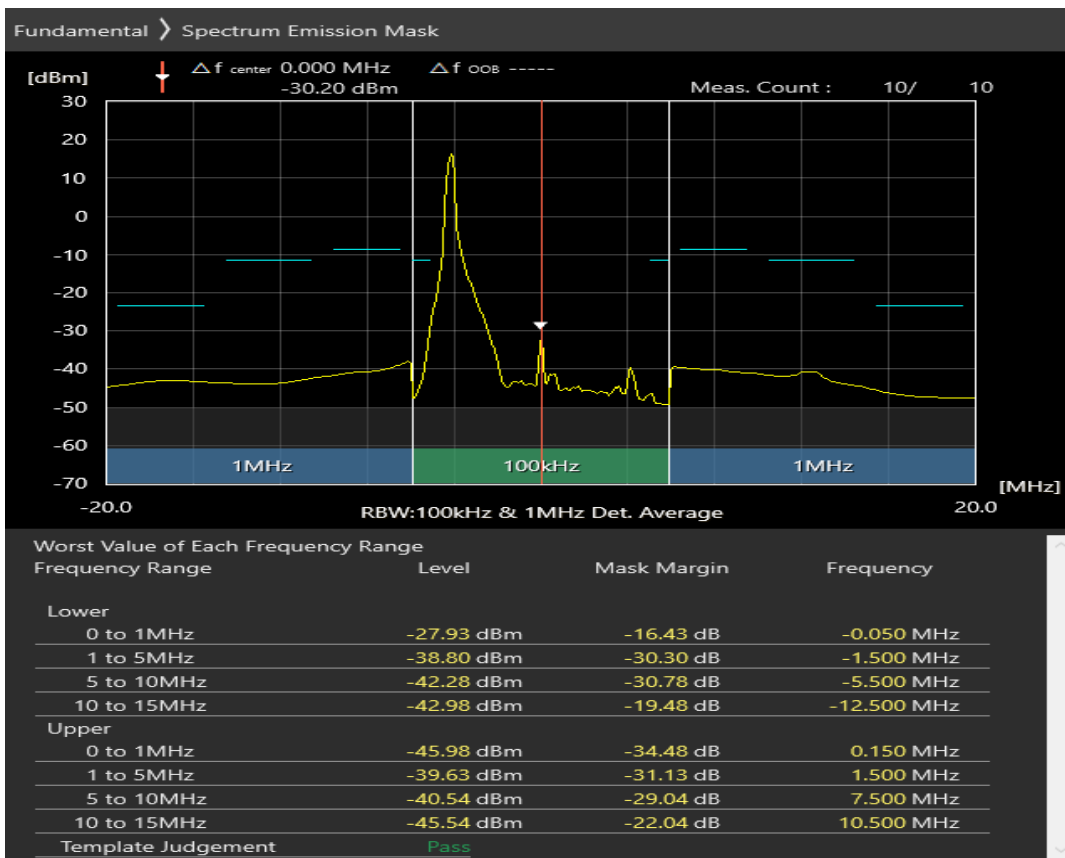 Fundamental ❯ Spectrum Emission Mask
[dBm] △f center 0.000 MHz △f OOB -----
-30.20 dBm Meas. Count : 10/ 10
30
20
10
0
-10
-20
-30
-40
-50
-60
1MHz 100kHz 1MHz
-70 [MHz]
-20.0 RBW:100kHz & 1MHz Det. Average 20.0
Worst Value of Each Frequency Range
Frequency Range Level Mask Margin Frequency
Lower
0 to 1MHz -27.93 dBm -16.43 dB -0.050 MHz
1 to 5MHz -38.80 dBm -30.30 dB -1.500 MHz
5 to 10MHz -42.28 dBm -30.78 dB -5.500 MHz
10 to 15MHz -42.98 dBm -19.48 dB -12.500 MHz
Upper
0 to 1MHz -45.98 dBm -34.48 dB 0.150 MHz
1 to 5MHz -39.63 dBm -31.13 dB 1.500 MHz
5 to 10MHz -40.54 dBm -29.04 dB 7.500 MHz
10 to 15MHz -45.54 dBm -22.04 dB 10.500 MHz
Template Judgement Pass